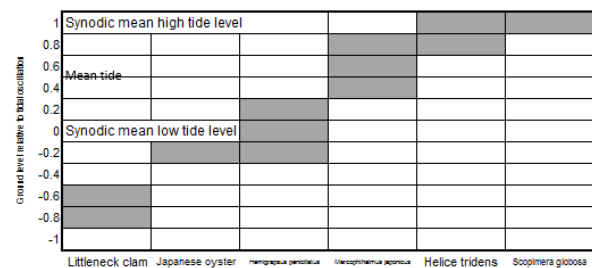 Ground level relative to tidal oscillation
1 Synodic mean high tide level
0.8
0.6 Mean tide
0.4
0.2
0 Synodic mean low tide level
-0.2
-0.4
-0.6
-0.8
-1
Littleneck clam Japanese oyster Hemigrapsus penicillatus Marcophthalmus japonicus Helice tridens Scopimera globosa